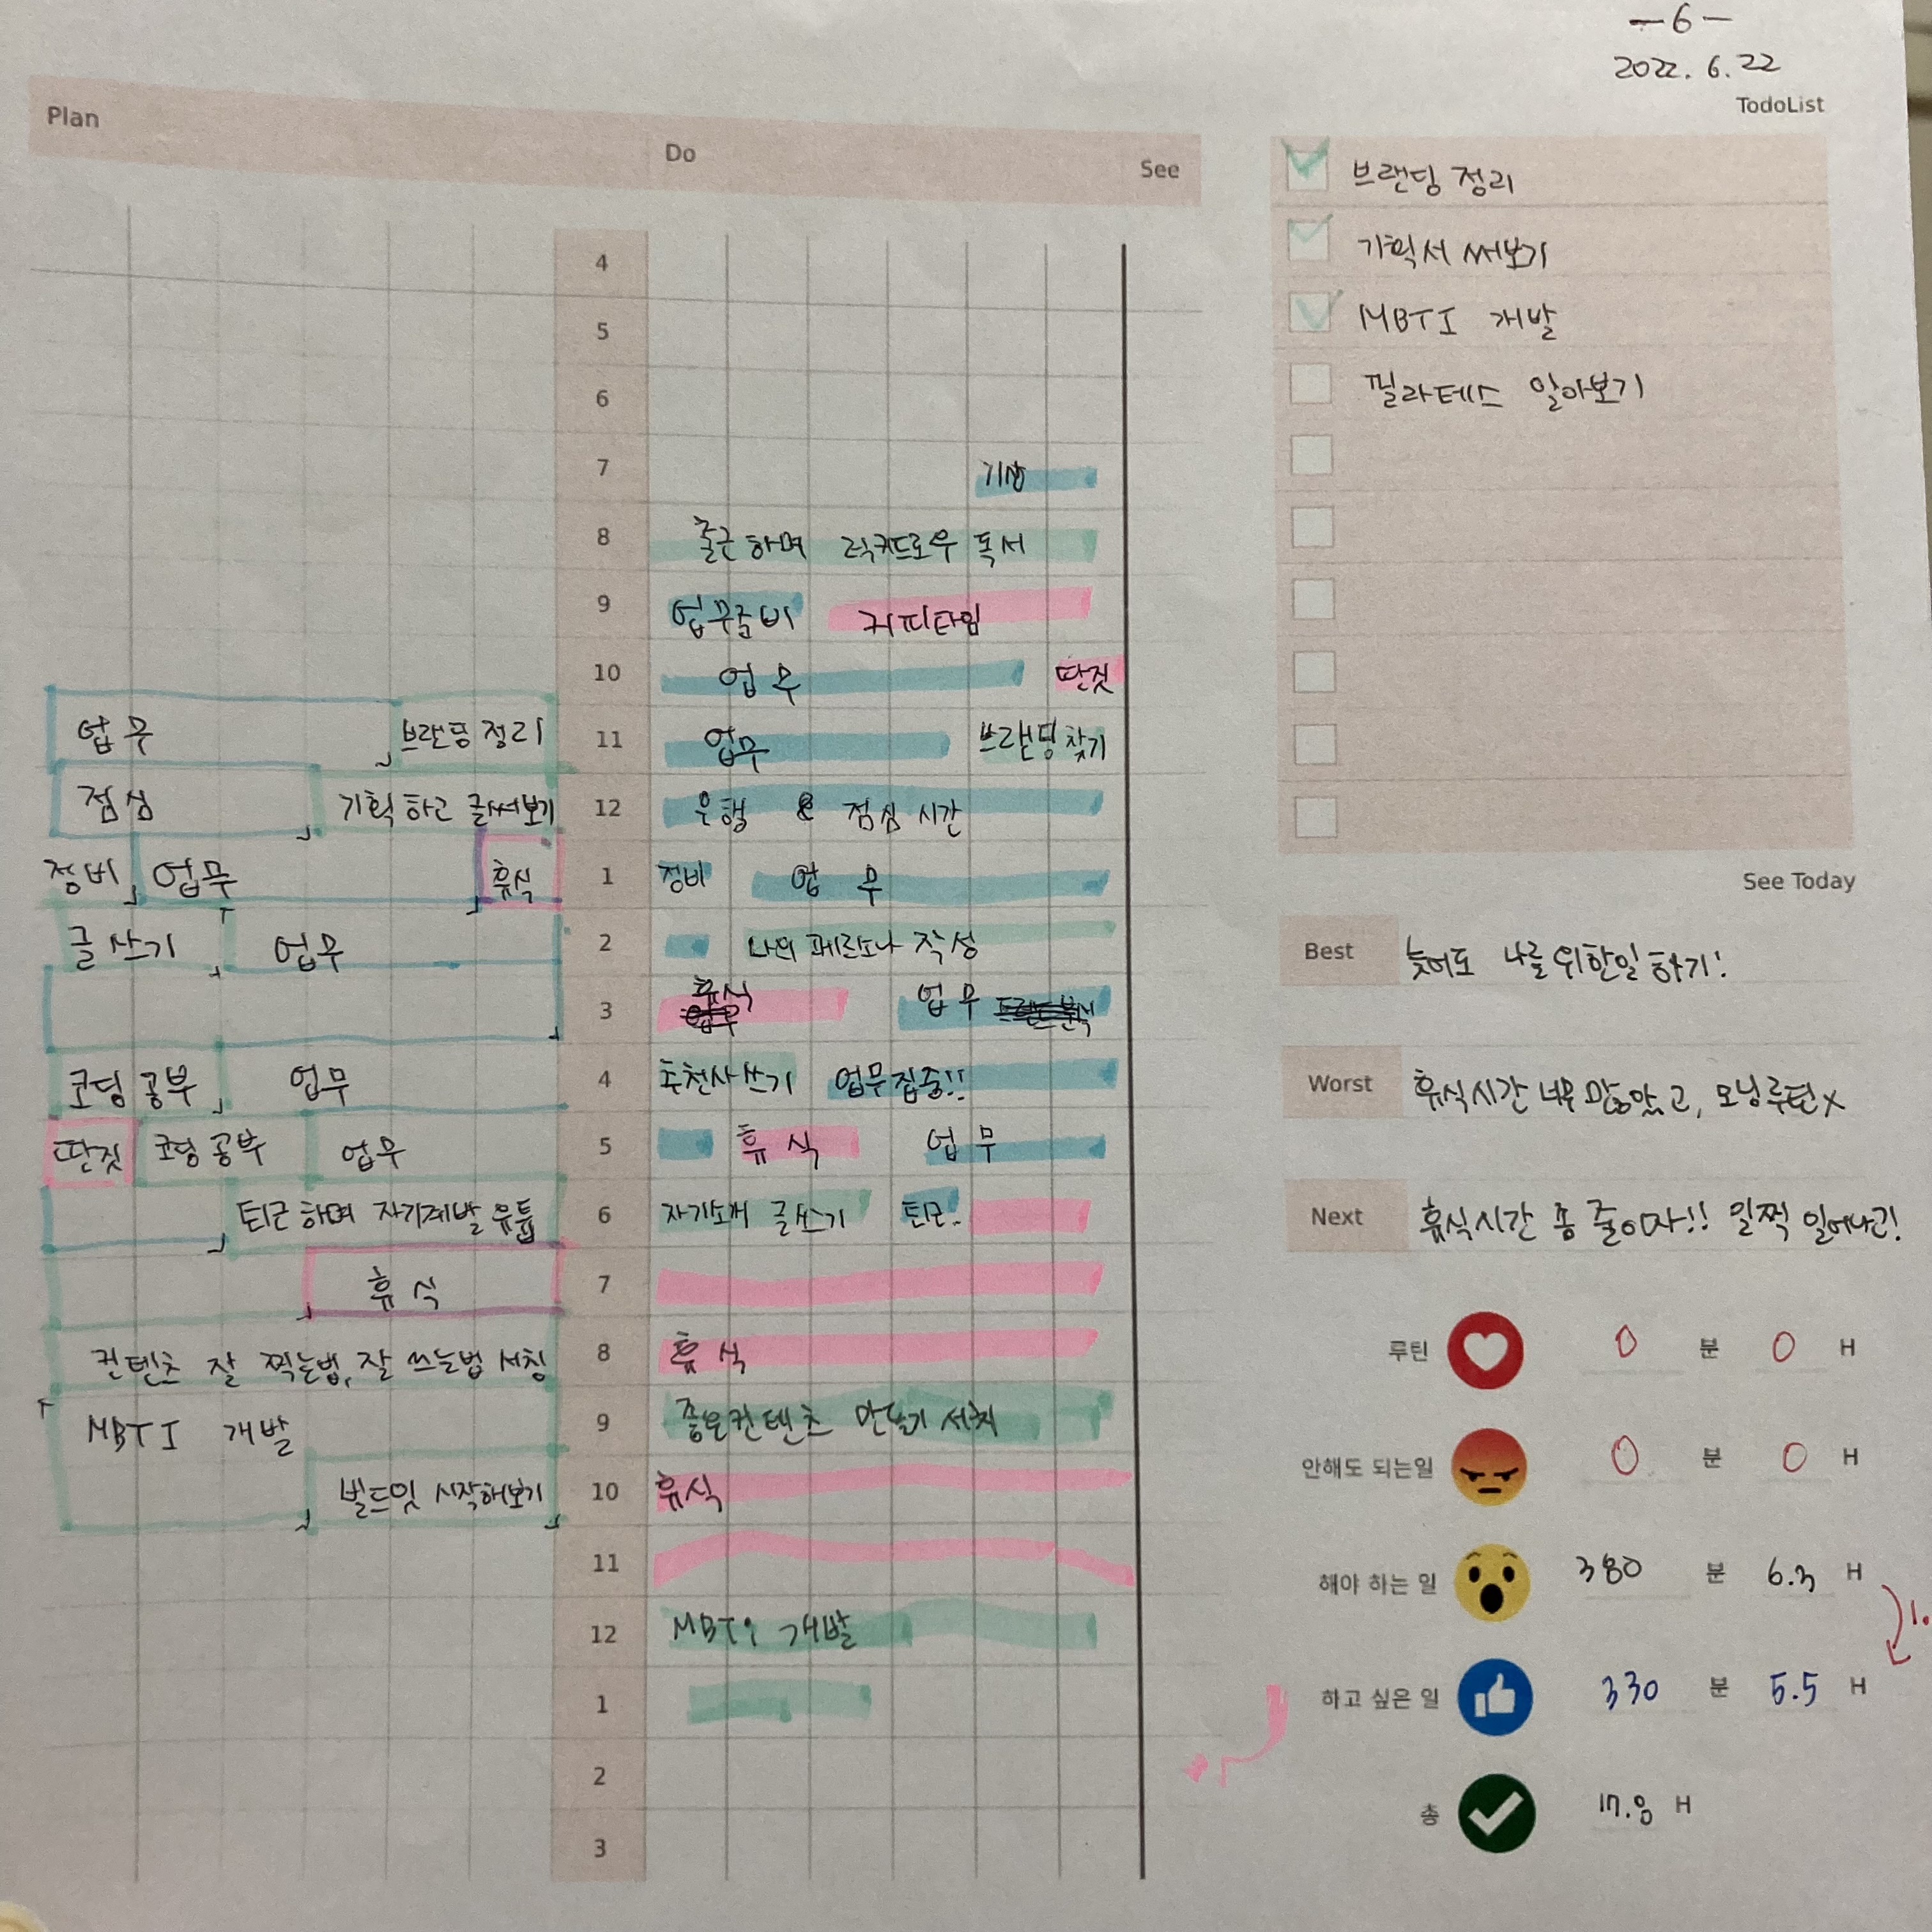 -6-
2022. 6. 22
TodoList
Plan
Do
See
브랜딩 정리
기획서 써보기
MBTI 개발
필라테스 알아보기
4
5
6
7 기상
8 출근하며 럭키드로우 독서
9 업무준비 커피타임
10 업무 딴짓
업무 브랜딩 정리 11 업무 브랜딩 찾기
점심 기획하고 글써보기 12 은행 & 점심시간
정비 업무 휴식 1 정비 업무
글쓰기 업무 2 나의 페르소나 작성
3 휴식 업무
코딩 공부 업무 4 추천사 쓰기 업무집중!!
딴짓 코딩 공부 업무 5 휴식 업무
퇴근하며 자기계발 유튭 6 자기소개 글쓰기 퇴근..
휴식 7
컨텐츠 잘 찍는법, 잘 쓰는법 서칭 8 휴식
MBTI 개발 9 좋은컨텐츠 만들기 서치
빌드잇 시작해보기 10 휴식
11
12 MBTI 개발
1
2
3
See Today
Best 늦어도 나를 위한일 하기!
Worst 휴식시간 너무 많았고, 모닝루틴x
Next 휴식시간 좀 줄이자!! 일찍 일어나고!
루틴 0 분 0 H
안해도 되는일 0 분 0 H
해야 하는 일 380 분 6.3 H
1.
하고 싶은 일 330 분 5.5 H
총 H